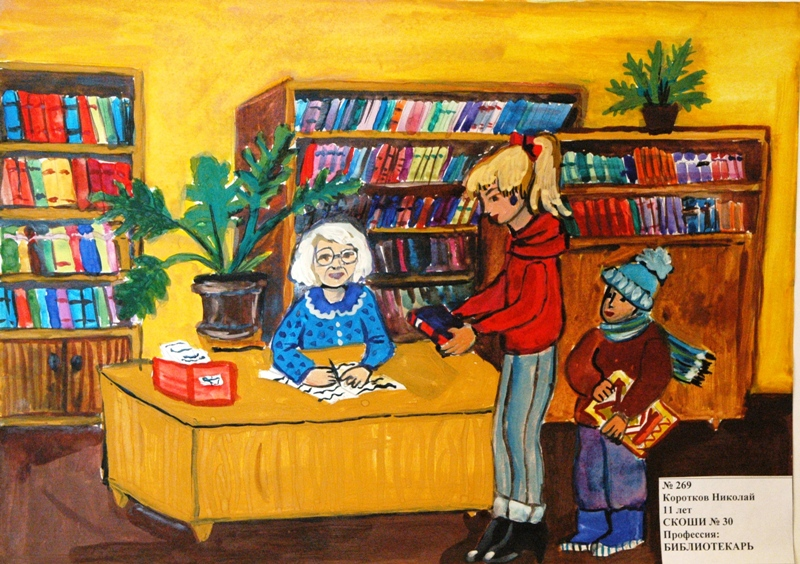 № 269
Коротков Николай
11 лет
СКОШИ № 30
Профессия:
БИБЛИОТЕКАРЬ